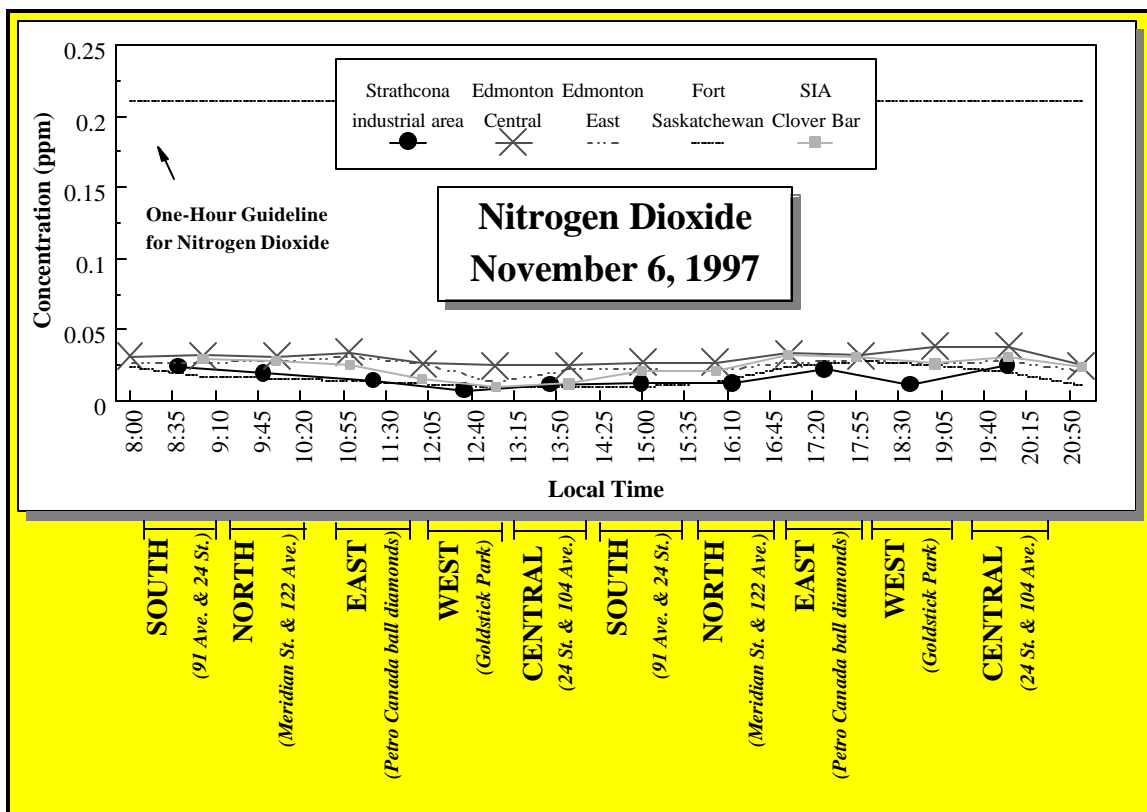 0.25
0.2
0.15
0.1
0.05
0
Concentration (ppm)
Strathcona
industrial area
Edmonton
Central
Edmonton
East
Fort
Saskatchewan
SIA
Clover Bar
One-Hour Guideline
for Nitrogen Dioxide
Nitrogen Dioxide
November 6, 1997
8:00
8:35
9:10
9:45
10:20
10:55
11:30
12:05
12:40
13:15
13:50
14:25
15:00
15:35
16:10
16:45
17:20
17:55
18:30
19:05
19:40
20:15
20:50
Local Time
SOUTH
(91 Ave. & 24 St.)
NORTH
(Meridian St. & 122 Ave.)
EAST
(Petro Canada ball diamonds)
WEST
(Goldstick Park)
CENTRAL
(24 St. & 104 Ave.)
SOUTH
(91 Ave. & 24 St.)
NORTH
(Meridian St. & 122 Ave.)
EAST
(Petro Canada ball diamonds)
WEST
(Goldstick Park)
CENTRAL
(24 St. & 104 Ave.)